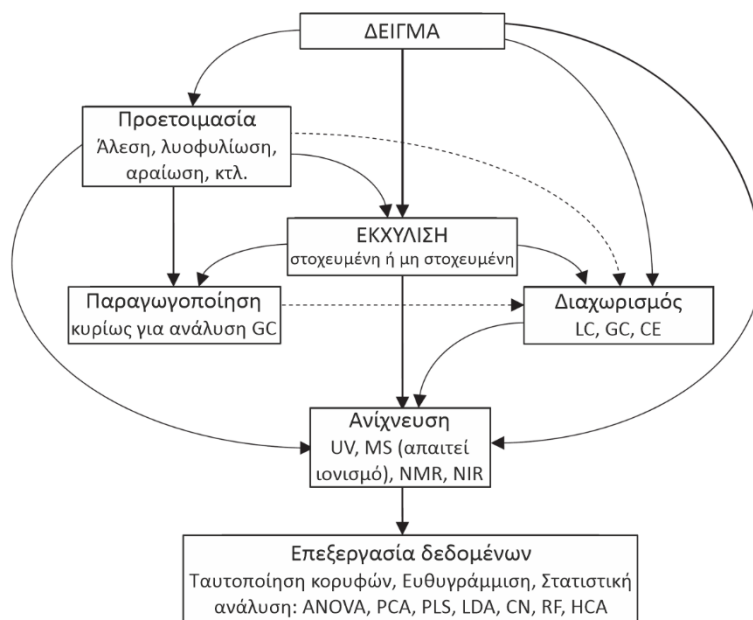 ΔΕΙΓΜΑ
Προετοιμασία
Άλεση, λυοφυλίωση,
αραίωση, κτλ.
ΕΚΧΥΛΙΣΗ
στοχευμένη ή μη στοχευμένη
Παραγωγοποίηση
κυρίως για ανάλυση GC
Διαχωρισμός
LC, GC, CE
Ανίχνευση
UV, MS (απαιτεί
ιονισμό), NMR, NIR
Επεξεργασία δεδομένων
Ταυτοποίηση κορυφών, Ευθυγράμμιση, Στατιστική
ανάλυση: ANOVA, PCA, PLS, LDA, CN, RF, HCA